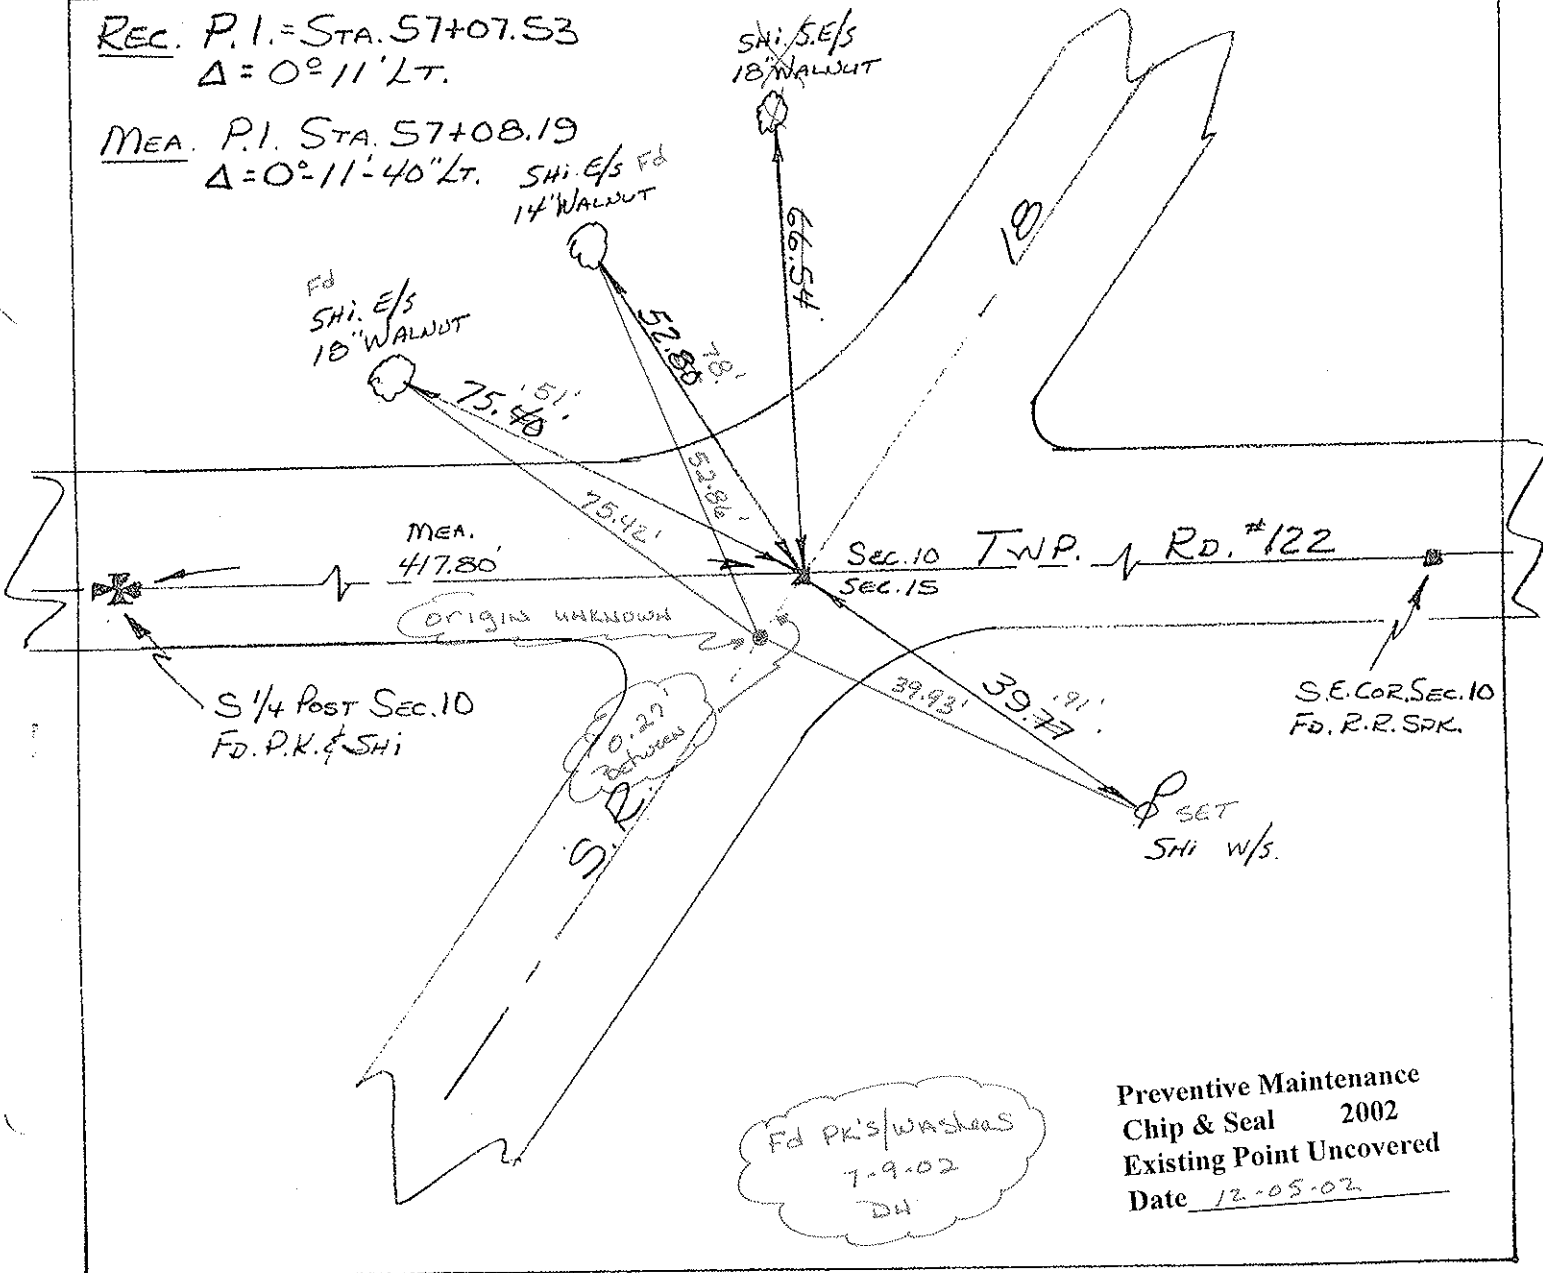 REC. P.I. = STA. 57+07.53
Δ = 0° 11' LT.
MEA. P.I. STA. 57+08.19
Δ = 0°-11'-40" LT.
SHi. S.E/S
18" WALNUT
SHi E/S Fd
14" WALNUT
Fd
SHi. E/S
18" WALNUT
66.54
18
52.80
.78'
75.40
.51'
52.86'
75.42'
MEA.
417.80'
SEC.10
SEC.15
TWP. RD. #122
origin unknown
S 1/4 POST SEC.10
FD. P.K. & SHi
0.27'
Between
39.93'
39.77
.91'
S.E. COR. SEC. 10
FD. R.R. SPK.
S.R.
SET
SHi W/S.
Fd PK'S/WASHERS
7-9-02
DH
Preventive Maintenance
Chip & Seal 2002
Existing Point Uncovered
Date 12-05-02